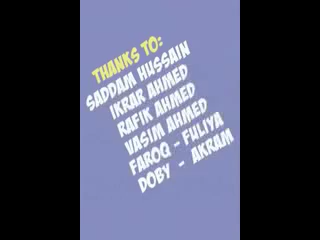 THANKS TO:
SADDAM HUSSAIN
IKRAR AHMED
RAFIK AHMED
VASIM AHMED
FAROQ - FULIYA
DOBY - AKRAM